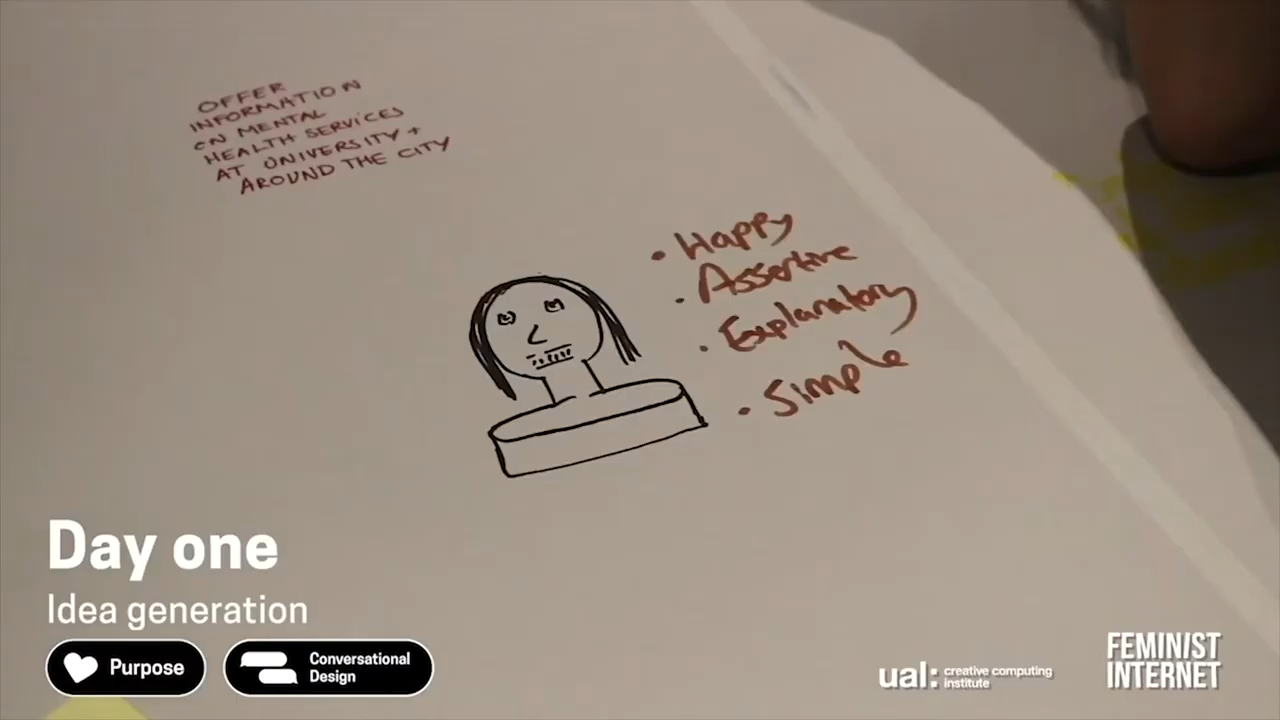 OFFER
INFORMATION
ON MENTAL
HEALTH SERVICES
AT UNIVERSITY +
AROUND THE CITY
• Happy
• Assertive
• Explanatory
• Simple
Day one
Idea generation
Purpose
Conversational
Design
ual: creative computing
institute
FEMINIST
INTERNET